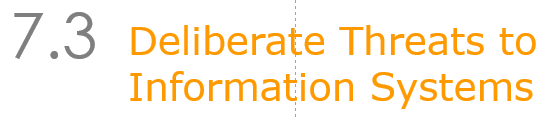 7.3 Deliberate Threats to
Information Systems